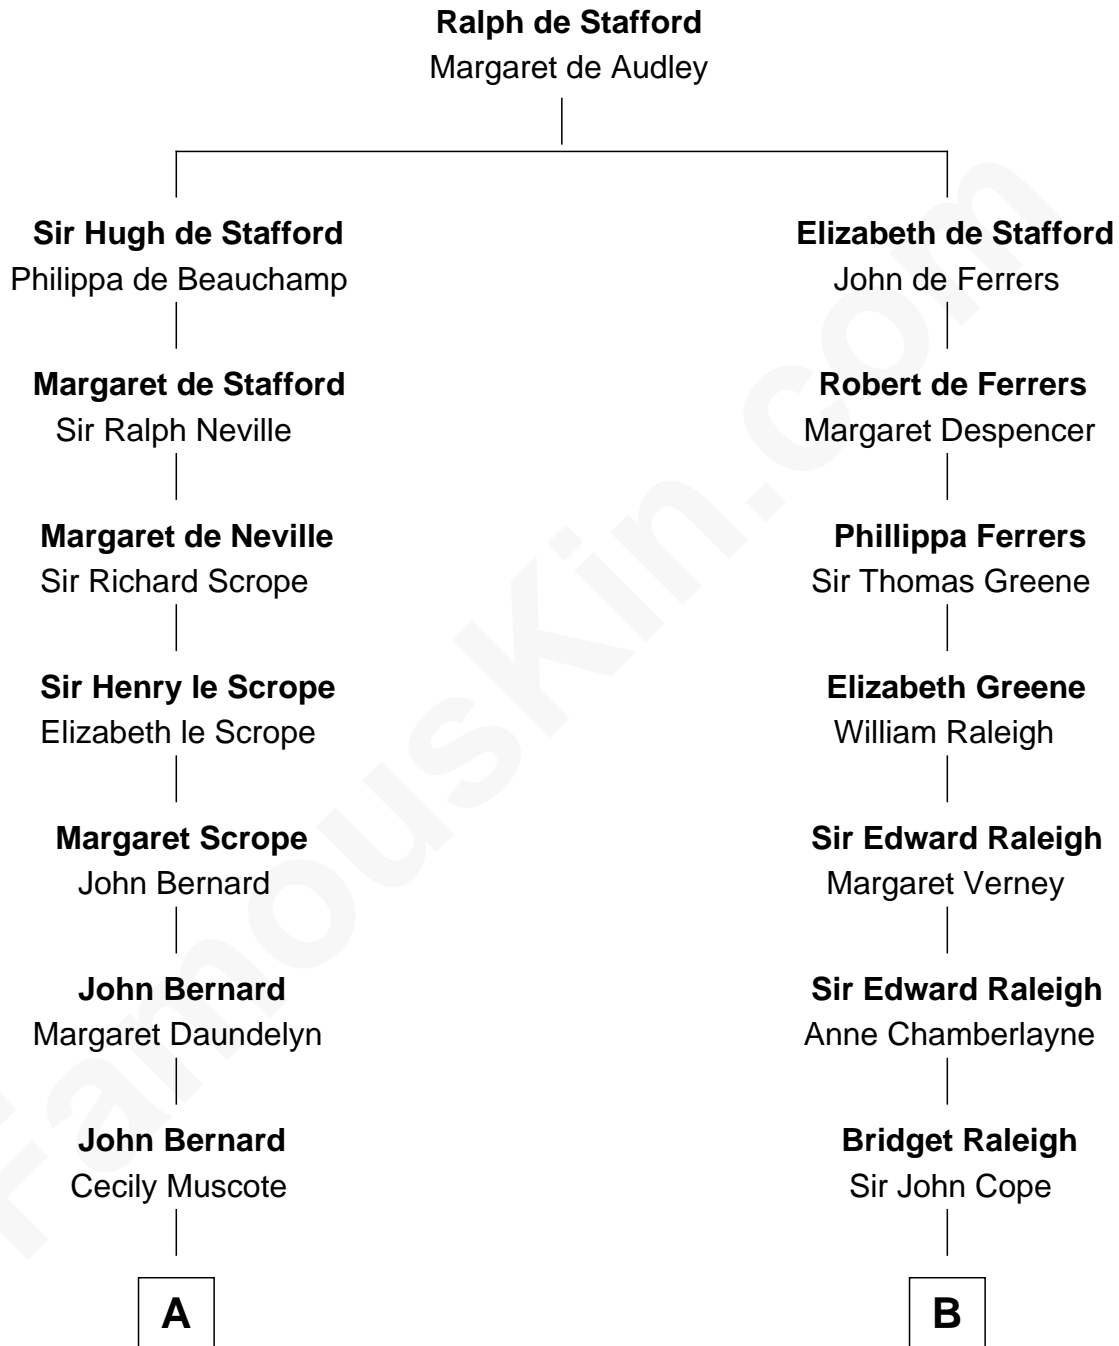 Ralph de Stafford
Margaret de Audley
Sir Hugh de Stafford
Philippa de Beauchamp
Margaret de Stafford
Sir Ralph Neville
Margaret de Neville
Sir Richard Scrope
Sir Henry le Scrope
Elizabeth le Scrope
Margaret Scrope
John Bernard
John Bernard
Margaret Daundelyn
John Bernard
Cecily Muscote
A
Elizabeth de Stafford
John de Ferrers
Robert de Ferrers
Margaret Despencer
Phillippa Ferrers
Sir Thomas Greene
Elizabeth Greene
William Raleigh
Sir Edward Raleigh
Margaret Verney
Sir Edward Raleigh
Anne Chamberlayne
Bridget Raleigh
Sir John Cope
B
FamousKin.com